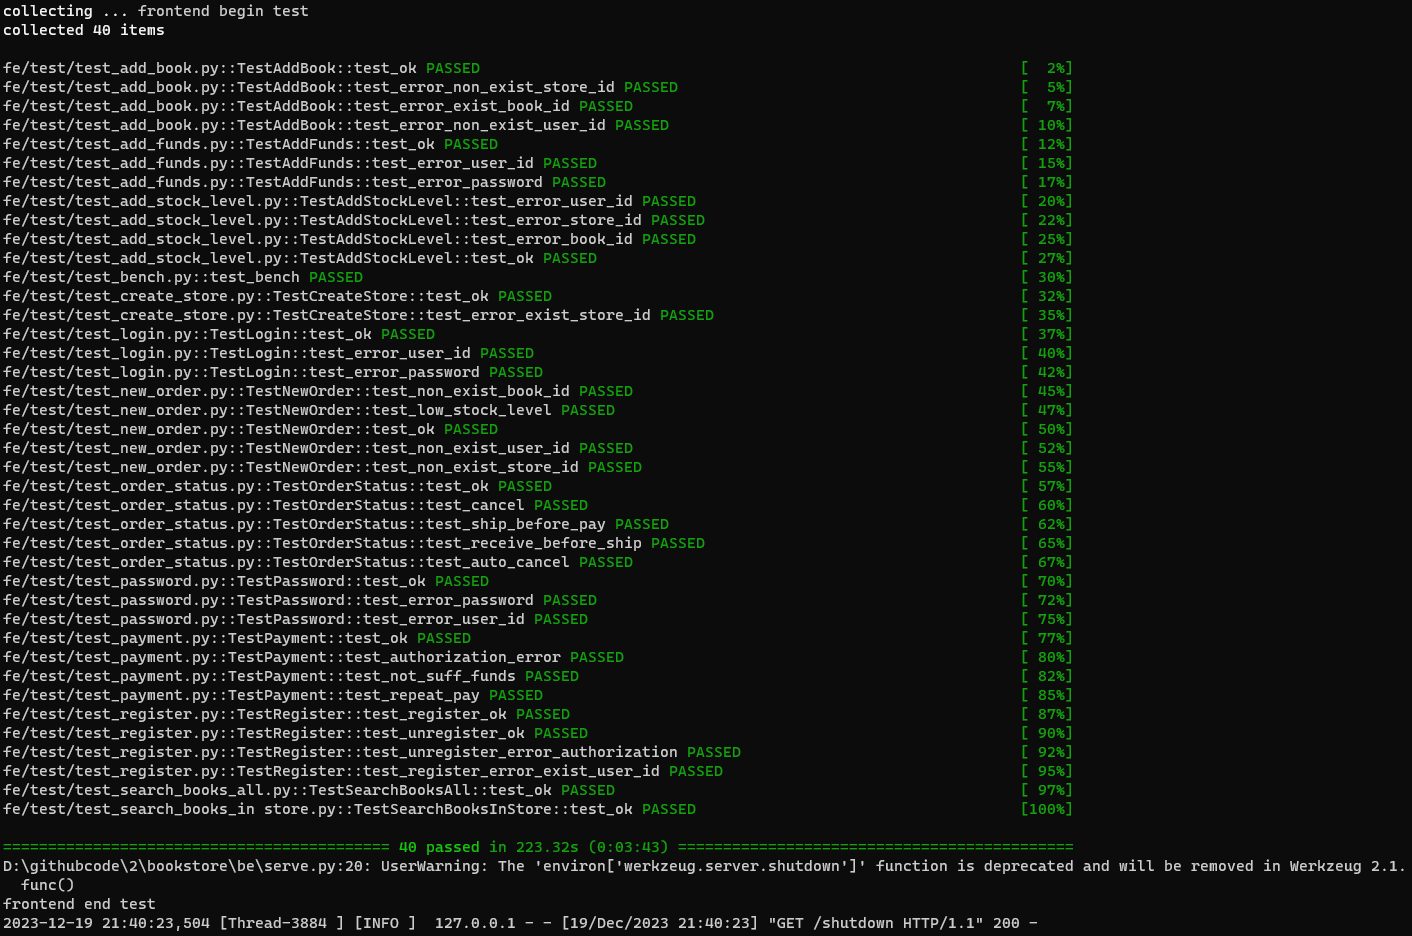 collecting ... frontend begin test
collected 40 items
fe/test/test_add_book.py::TestAddBook::test_ok PASSED [  2%]
fe/test/test_add_book.py::TestAddBook::test_error_non_exist_store_id PASSED [  5%]
fe/test/test_add_book.py::TestAddBook::test_error_exist_book_id PASSED [  7%]
fe/test/test_add_book.py::TestAddBook::test_error_non_exist_user_id PASSED [ 10%]
fe/test/test_add_funds.py::TestAddFunds::test_ok PASSED [ 12%]
fe/test/test_add_funds.py::TestAddFunds::test_error_user_id PASSED [ 15%]
fe/test/test_add_funds.py::TestAddFunds::test_error_password PASSED [ 17%]
fe/test/test_add_stock_level.py::TestAddStockLevel::test_error_user_id PASSED [ 20%]
fe/test/test_add_stock_level.py::TestAddStockLevel::test_error_store_id PASSED [ 22%]
fe/test/test_add_stock_level.py::TestAddStockLevel::test_error_book_id PASSED [ 25%]
fe/test/test_add_stock_level.py::TestAddStockLevel::test_ok PASSED [ 27%]
fe/test/test_bench.py::test_bench PASSED [ 30%]
fe/test/test_create_store.py::TestCreateStore::test_ok PASSED [ 32%]
fe/test/test_create_store.py::TestCreateStore::test_error_exist_store_id PASSED [ 35%]
fe/test/test_login.py::TestLogin::test_ok PASSED [ 37%]
fe/test/test_login.py::TestLogin::test_error_user_id PASSED [ 40%]
fe/test/test_login.py::TestLogin::test_error_password PASSED [ 42%]
fe/test/test_new_order.py::TestNewOrder::test_non_exist_book_id PASSED [ 45%]
fe/test/test_new_order.py::TestNewOrder::test_low_stock_level PASSED [ 47%]
fe/test/test_new_order.py::TestNewOrder::test_ok PASSED [ 50%]
fe/test/test_new_order.py::TestNewOrder::test_non_exist_user_id PASSED [ 52%]
fe/test/test_new_order.py::TestNewOrder::test_non_exist_store_id PASSED [ 55%]
fe/test/test_order_status.py::TestOrderStatus::test_ok PASSED [ 57%]
fe/test/test_order_status.py::TestOrderStatus::test_cancel PASSED [ 60%]
fe/test/test_order_status.py::TestOrderStatus::test_ship_before_pay PASSED [ 62%]
fe/test/test_order_status.py::TestOrderStatus::test_receive_before_ship PASSED [ 65%]
fe/test/test_order_status.py::TestOrderStatus::test_auto_cancel PASSED [ 67%]
fe/test/test_password.py::TestPassword::test_ok PASSED [ 70%]
fe/test/test_password.py::TestPassword::test_error_password PASSED [ 72%]
fe/test/test_password.py::TestPassword::test_error_user_id PASSED [ 75%]
fe/test/test_payment.py::TestPayment::test_ok PASSED [ 77%]
fe/test/test_payment.py::TestPayment::test_authorization_error PASSED [ 80%]
fe/test/test_payment.py::TestPayment::test_not_suff_funds PASSED [ 82%]
fe/test/test_payment.py::TestPayment::test_repeat_pay PASSED [ 85%]
fe/test/test_register.py::TestRegister::test_register_ok PASSED [ 87%]
fe/test/test_register.py::TestRegister::test_unregister_ok PASSED [ 90%]
fe/test/test_register.py::TestRegister::test_unregister_error_authorization PASSED [ 92%]
fe/test/test_register.py::TestRegister::test_register_error_exist_user_id PASSED [ 95%]
fe/test/test_search_books_all.py::TestSearchBooksAll::test_ok PASSED [ 97%]
fe/test/test_search_books_in store.py::TestSearchBooksInStore::test_ok PASSED [100%]
=========================================== 40 passed in 223.32s (0:03:43) ============================================
D:\githubcode\2\bookstore\be\serve.py:20: UserWarning: The 'environ['werkzeug.server.shutdown']' function is deprecated and will be removed in Werkzeug 2.1.
  func()
frontend end test
2023-12-19 21:40:23,504 [Thread-3884 ] [INFO ]  127.0.0.1 - - [19/Dec/2023 21:40:23] "GET /shutdown HTTP/1.1" 200 -